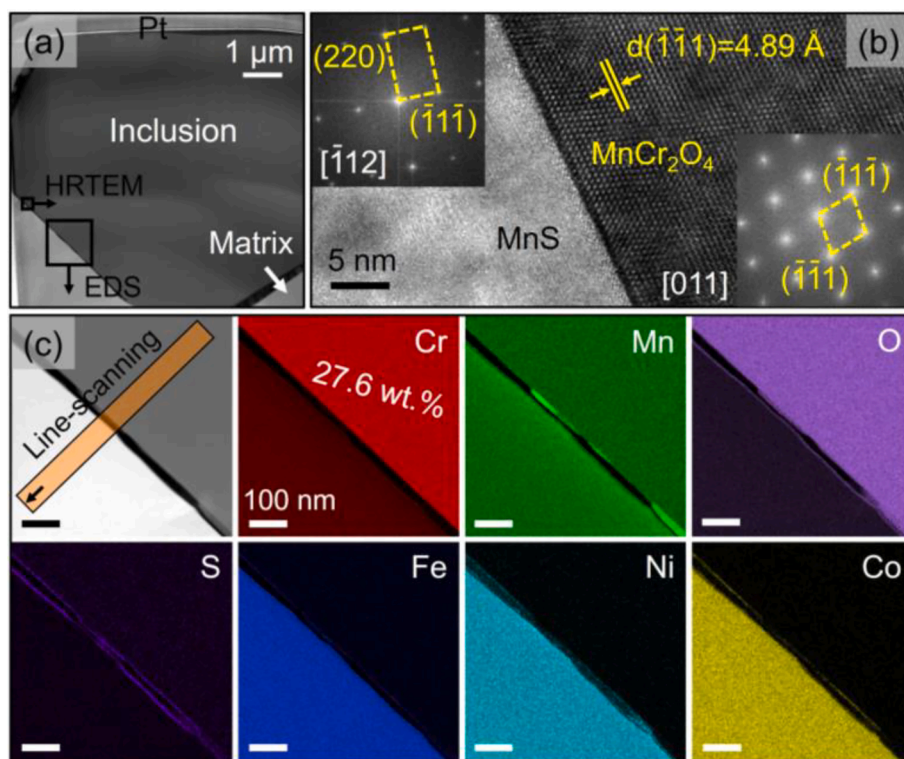 (a)
Pt
1 μm
Inclusion
HRTEM
EDS
Matrix
(b)
(220)
(1̄11̄)
[1̄12]
d(1̄1̄1)=4.89 Å
MnCr₂O₄
MnS
5 nm
[011]
(1̄11̄)
(1̄1̄1)
(c)
Line-scanning
Cr
27.6 wt.%
100 nm
Mn
O
S
Fe
Ni
Co